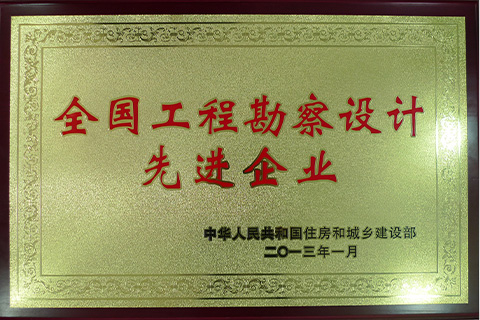 全国工程勘察设计
先进企业
中华人民共和国住房和城乡建设部
二〇一三年一月